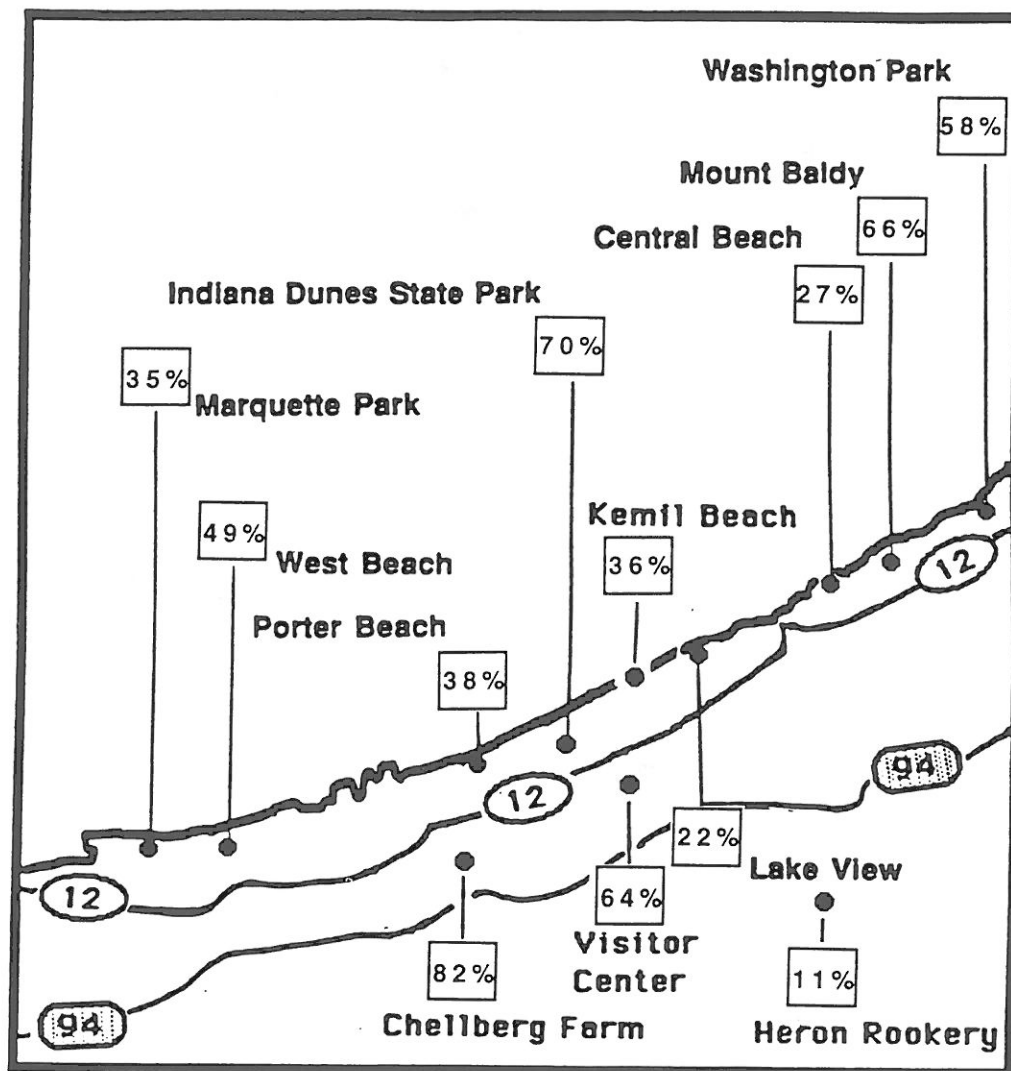 Washington Park
58%
Mount Baldy
66%
Central Beach
27%
Indiana Dunes State Park
70%
35%
Marquette Park
49%
West Beach
Kemil Beach
36%
Porter Beach
38%
12
12
94
22%
Lake View
12
64%
Visitor
Center
82%
Chellberg Farm
11%
Heron Rookery
94